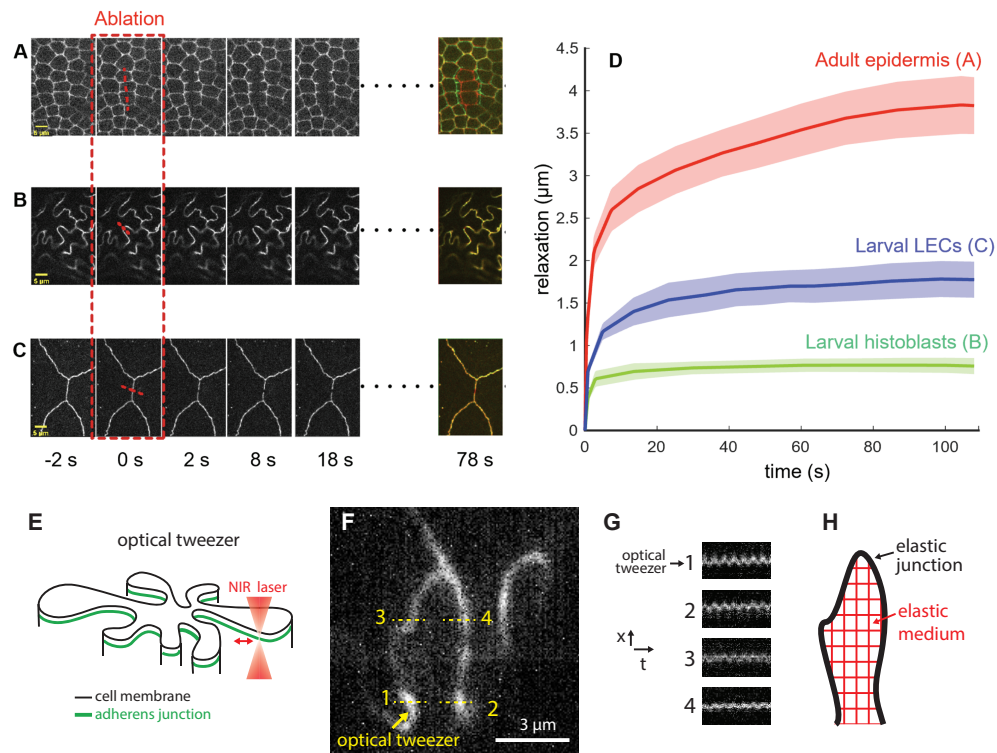 Ablation
A
5 µm
B
5 µm
C
5 µm
-2 s
0 s
2 s
8 s
18 s
78 s
D
4.5
4
3.5
3
2.5
2
1.5
1
0.5
0
relaxation (µm)
0
20
40
60
80
100
time (s)
Adult epidermis (A)
Larval LECs (C)
Larval histoblasts (B)
E
optical tweezer
NIR laser
cell membrane
adherens junction
F
3
4
1
2
optical tweezer
3 µm
G
optical
tweezer
1
2
3
4
x
t
H
elastic
junction
elastic
medium